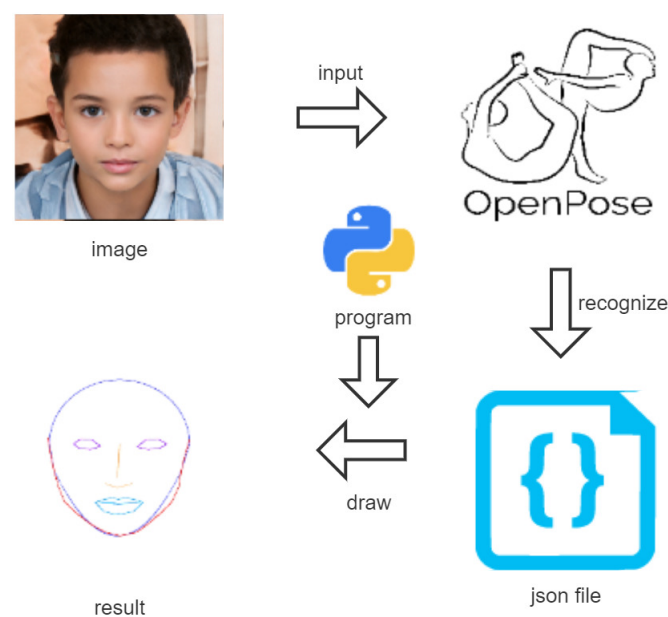 input
OpenPose
image
program
recognize
draw
json file
result